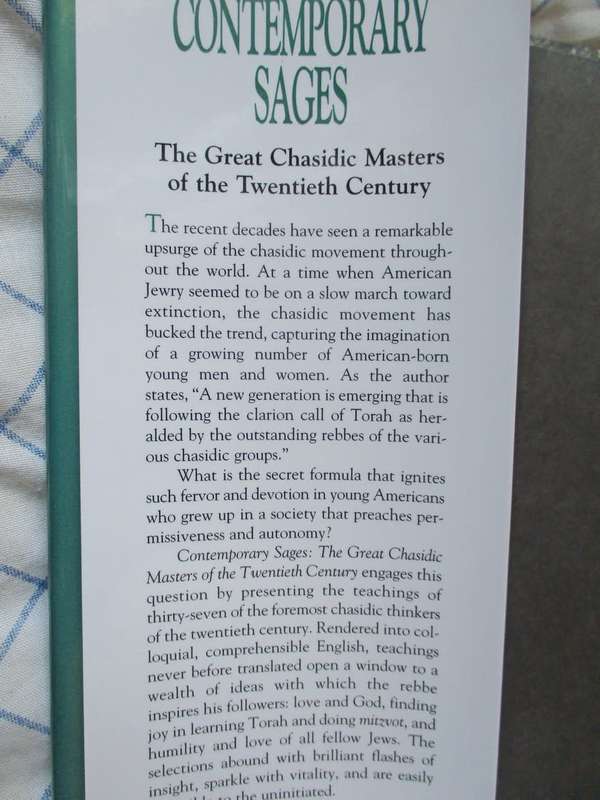 CONTEMPORARY
SAGES
The Great Chasidic Masters
of the Twentieth Century
The recent decades have seen a remarkable
upsurge of the chasidic movement through-
out the world. At a time when American
Jewry seemed to be on a slow march toward
extinction, the chasidic movement has
bucked the trend, capturing the imagination
of a growing number of American-born
young men and women. As the author
states, “A new generation is emerging that is
following the clarion call of Torah as her-
alded by the outstanding rebbes of the vari-
ous chasidic groups.”
What is the secret formula that ignites
such fervor and devotion in young Americans
who grew up in a society that preaches per-
missiveness and autonomy?
Contemporary Sages: The Great Chasidic
Masters of the Twentieth Century engages this
question by presenting the teachings of
thirty-seven of the foremost chasidic thinkers
of the twentieth century. Rendered into col-
loquial, comprehensible English, teachings
never before translated open a window to a
wealth of ideas with which the rebbe
inspires his followers: love and God, finding
joy in learning Torah and doing mitzvot, and
humility and love of all fellow Jews. The
selections abound with brilliant flashes of
insight, sparkle with vitality, and are easily
to the uninitiated.